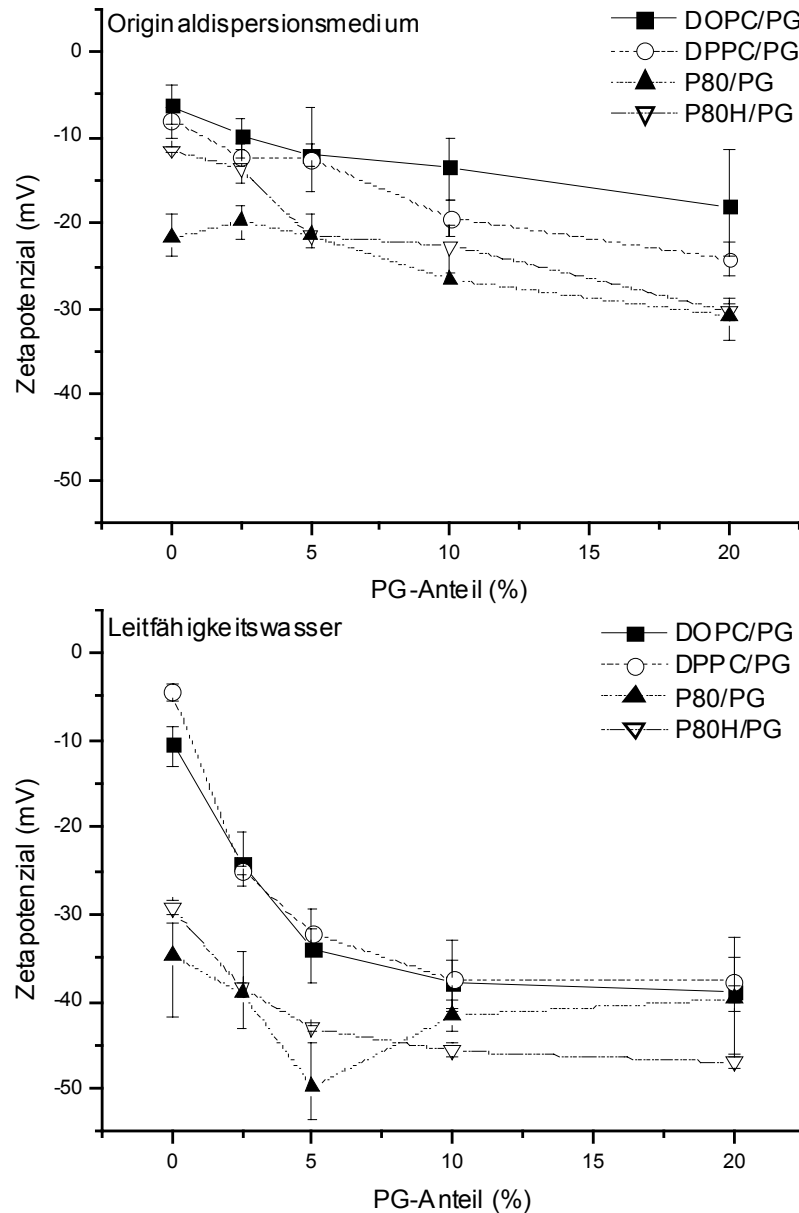 Originaldispersionsmedium
DOPC/PG
DPPC/PG
P80/PG
P80H/PG
Zetapotenzial (mV)
0
-10
-20
-30
-40
-50
0 5 10 15 20
PG-Anteil (%)
Leitfähigkeitswasser
DOPC/PG
DPPC/PG
P80/PG
P80H/PG
Zetapotenzial (mV)
0
-10
-20
-30
-40
-50
0 5 10 15 20
PG-Anteil (%)